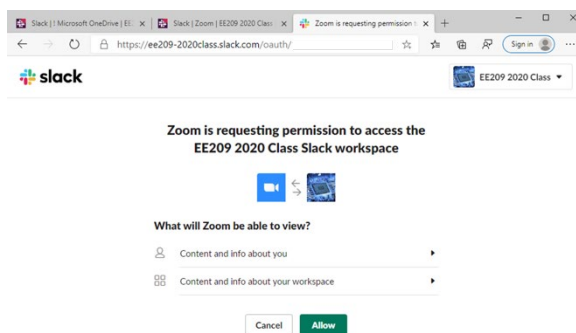 Slack | ! Microsoft OneDrive | EE
Slack | Zoom | EE209 2020 Class
Zoom is requesting permission t
https://ee209-2020class.slack.com/oauth/
Sign in
slack
EE209 2020 Class
Zoom is requesting permission to access the
EE209 2020 Class Slack workspace
What will Zoom be able to view?
Content and info about you
Content and info about your workspace
Cancel
Allow